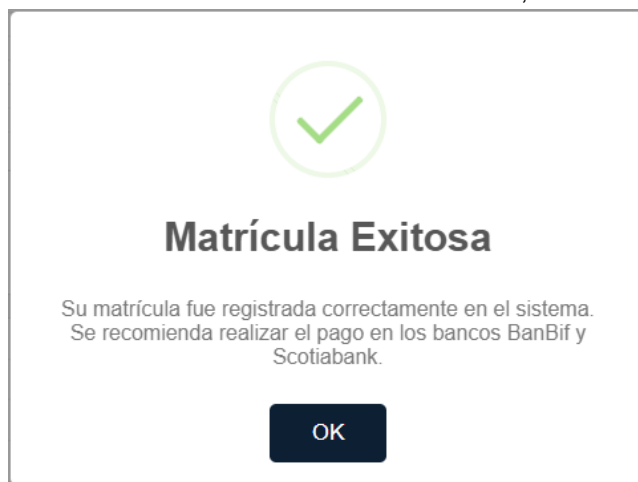 Matrícula Exitosa
Su matrícula fue registrada correctamente en el sistema.
Se recomienda realizar el pago en los bancos BanBif y
Scotiabank.
OK